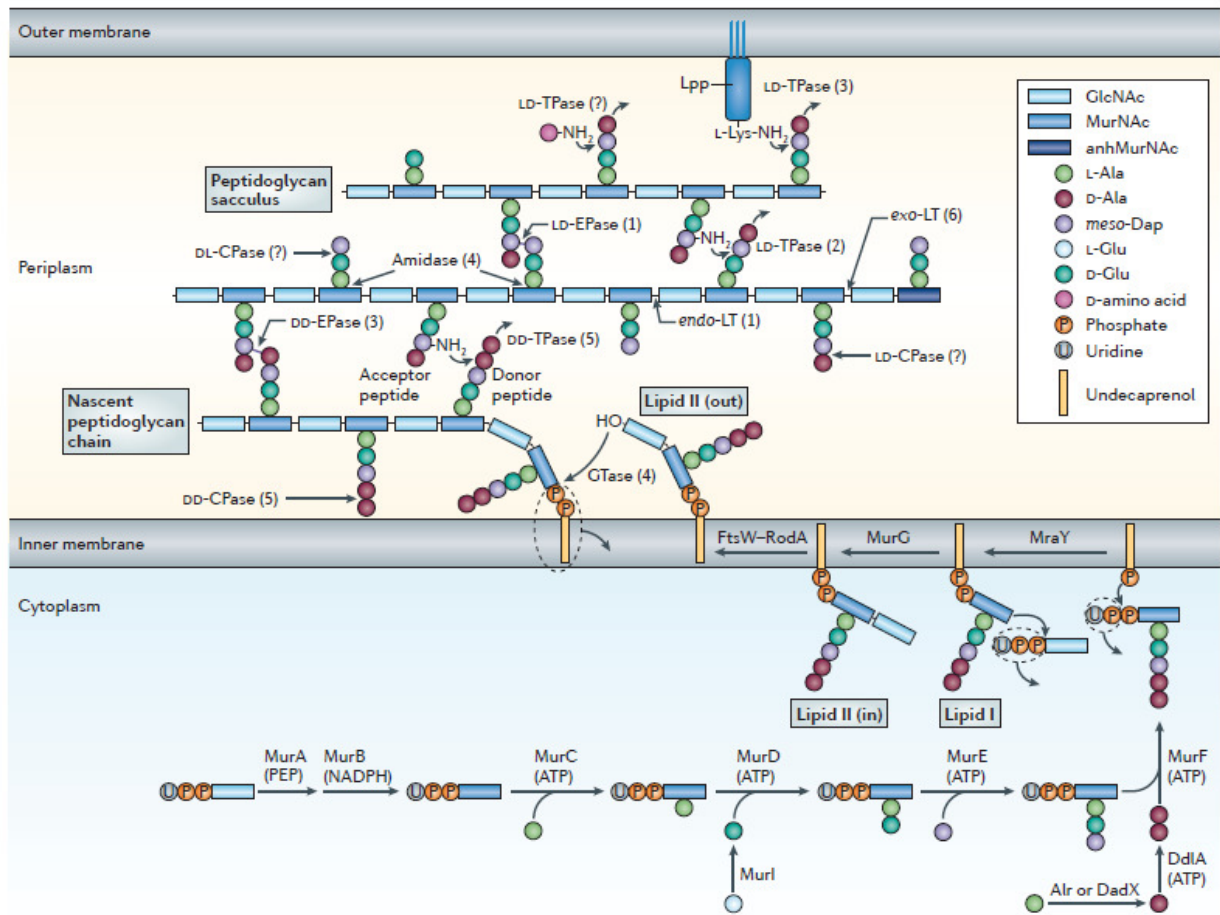 Outer membrane
Lpp
LD-TPase (3)
LD-TPase (?)
NH2
L-Lys-NH2
Peptidoglycan
sacculus
LD-EPase (1)
NH2
LD-TPase (2)
exo-LT (6)
DL-CPase (?)
Amidase (4)
Periplasm
endo-LT (1)
DD-EPase (3)
NH2
DD-TPase (5)
LD-CPase (?)
Acceptor
peptide
Donor
peptide
Nascent
peptidoglycan
chain
Lipid II (out)
HO
GTase (4)
P
P
P
P
DD-CPase (5)
GlcNAc
MurNAc
anhMurNAc
L-Ala
D-Ala
meso-Dap
L-Glu
D-Glu
D-amino acid
P Phosphate
U Uridine
Undecaprenol
Inner membrane
FtsW–RodA
MurG
MraY
Cytoplasm
P
P
P
P
P
U P P
U P P
Lipid II (in)
Lipid I
MurA
(PEP)
MurB
(NADPH)
MurC
(ATP)
MurD
(ATP)
MurE
(ATP)
MurF
(ATP)
U P P
U P P
U P P
U P P
U P P
MurI
DdlA
(ATP)
Alr or DadX